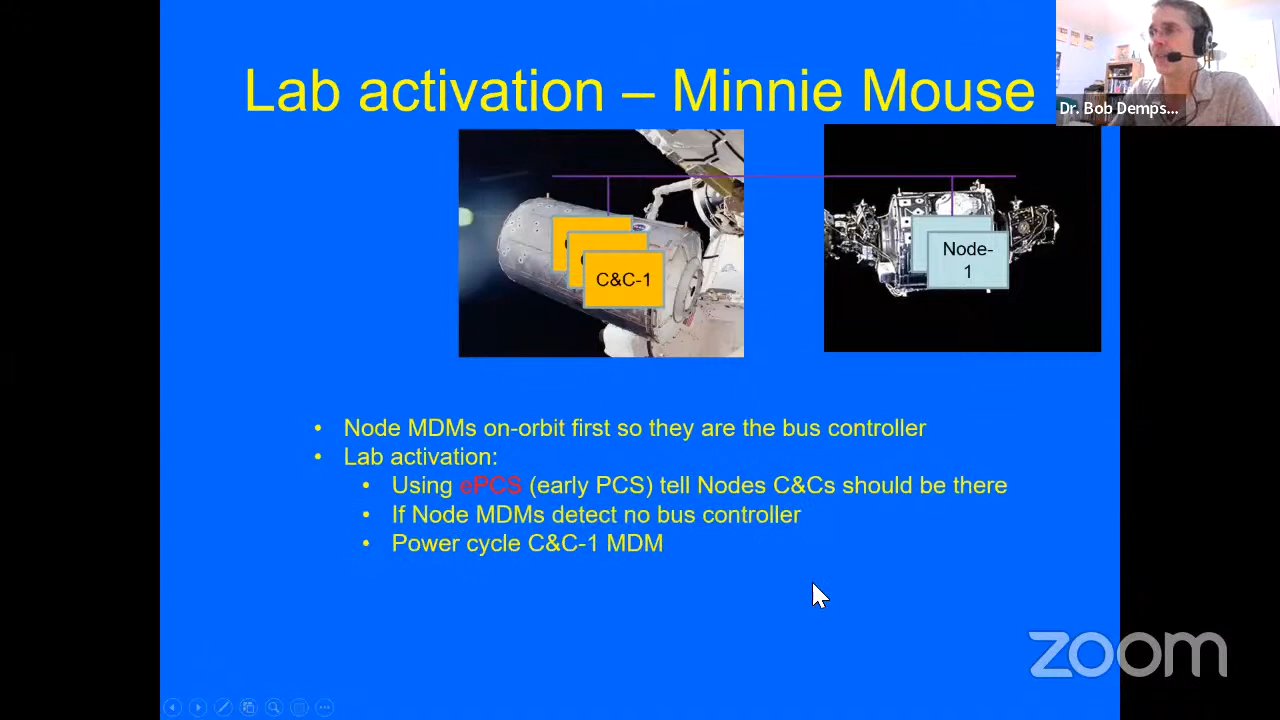 Lab activation – Minnie Mouse
Dr. Bob Demps...
C&C-1
Node-
1
• Node MDMs on-orbit first so they are the bus controller
• Lab activation:
• Using ePCS (early PCS) tell Nodes C&Cs should be there
• If Node MDMs detect no bus controller
• Power cycle C&C-1 MDM
zoom